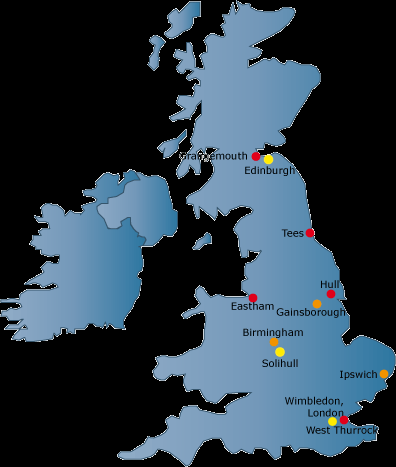 Grangemouth
Edinburgh
Tees
Hull
Eastham
Gainsborough
Birmingham
Solihull
Ipswich
Wimbledon,
London
West Thurrock